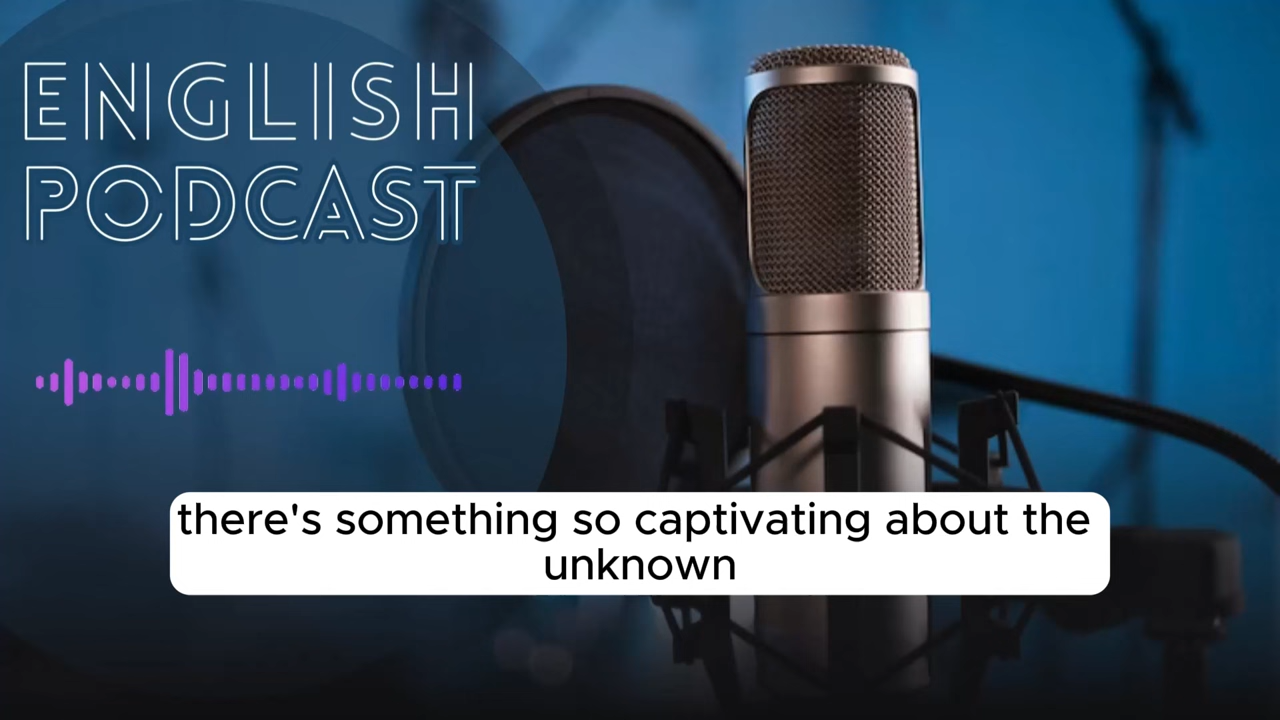 ENGLISH
PODCAST
there's something so captivating about the
unknown